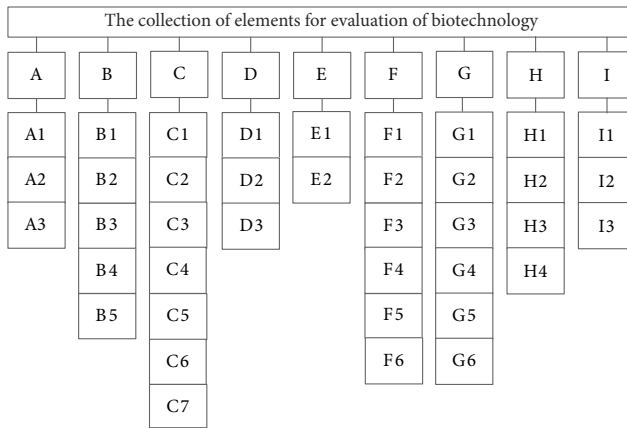 The collection of elements for evaluation of biotechnology
A B C D E F G H I
A1 B1 C1 D1 E1 F1 G1 H1 I1
A2 B2 C2 D2 E2 F2 G2 H2 I2
A3 B3 C3 D3 F3 G3 H3 I3
B4 C4 F4 G4 H4
B5 C5 F5 G5
C6 F6 G6
C7